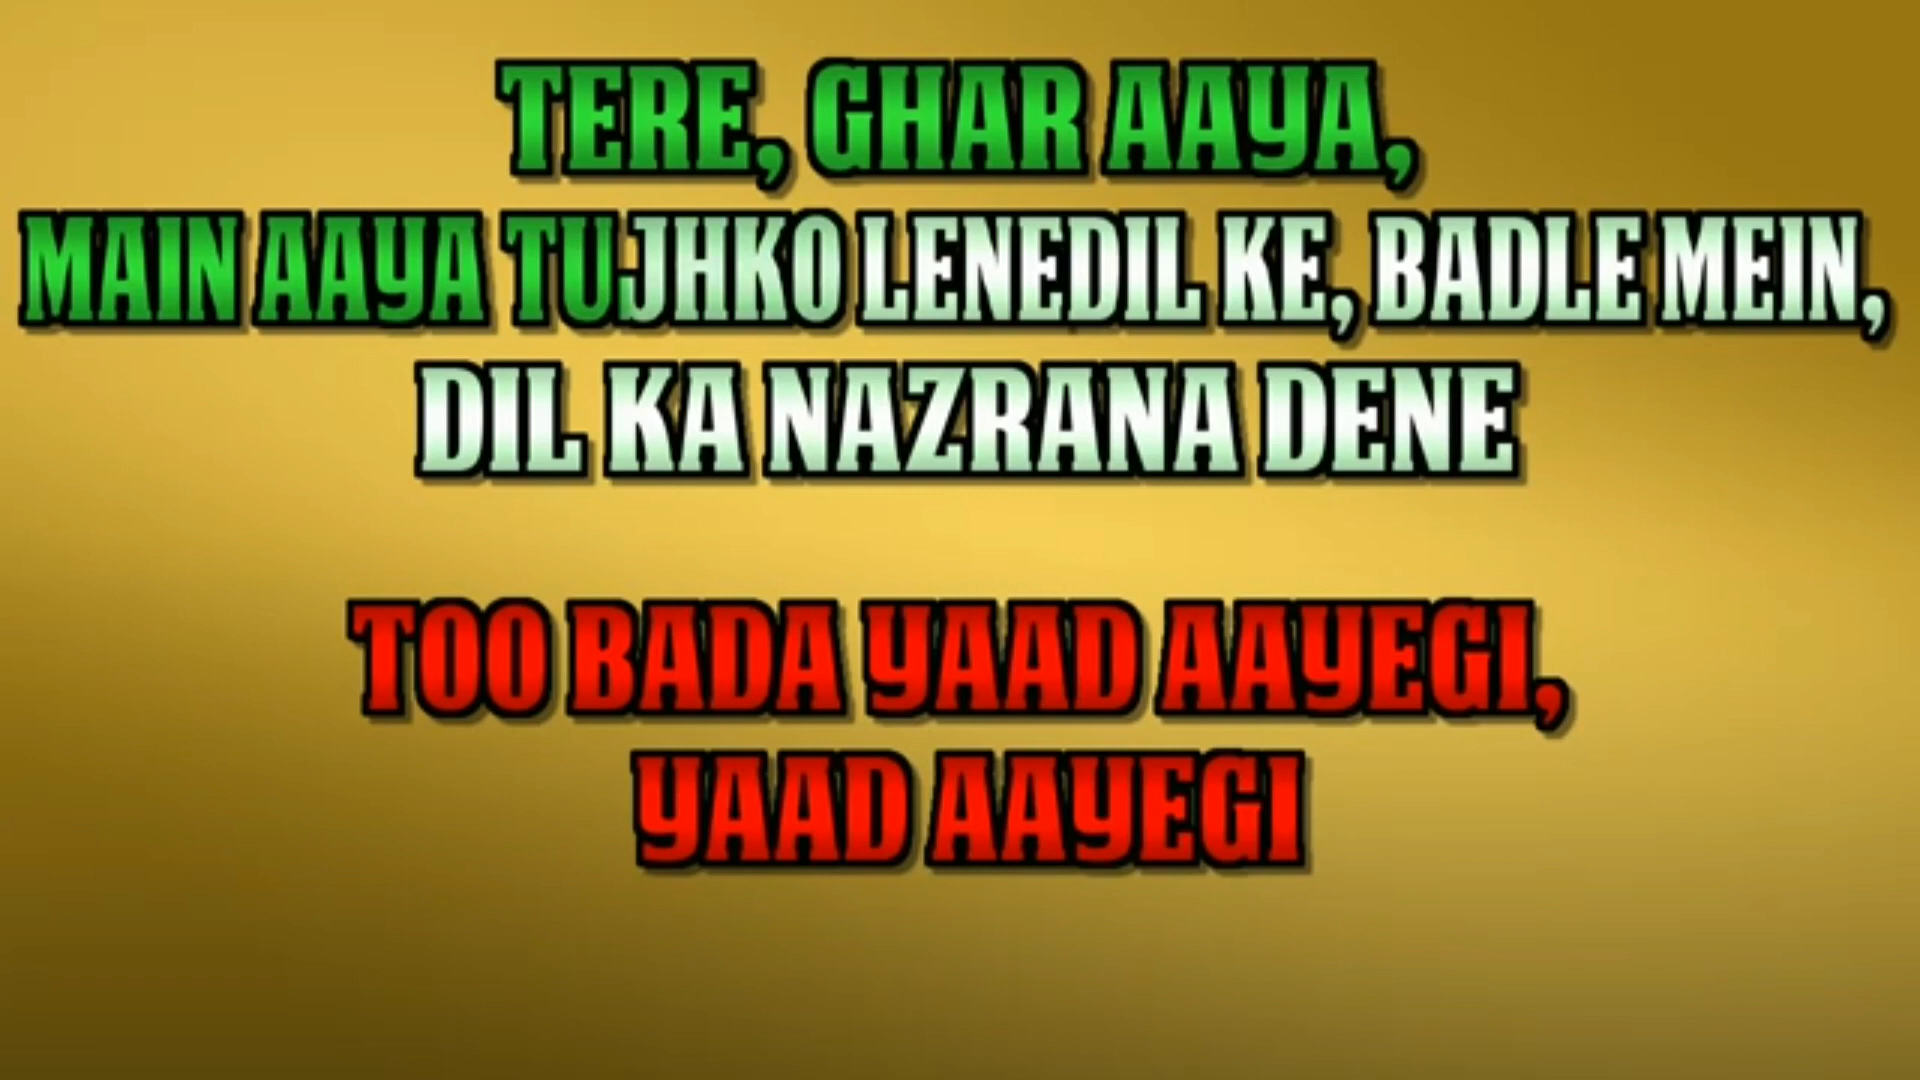 TERE, GHAR AAYA,
MAIN AAYA TUJHKO LENEDIL KE, BADLE MEIN,
DIL KA NAZRANA DENE
TOO BADA YAAD AAYEGI,
YAAD AAYEGI